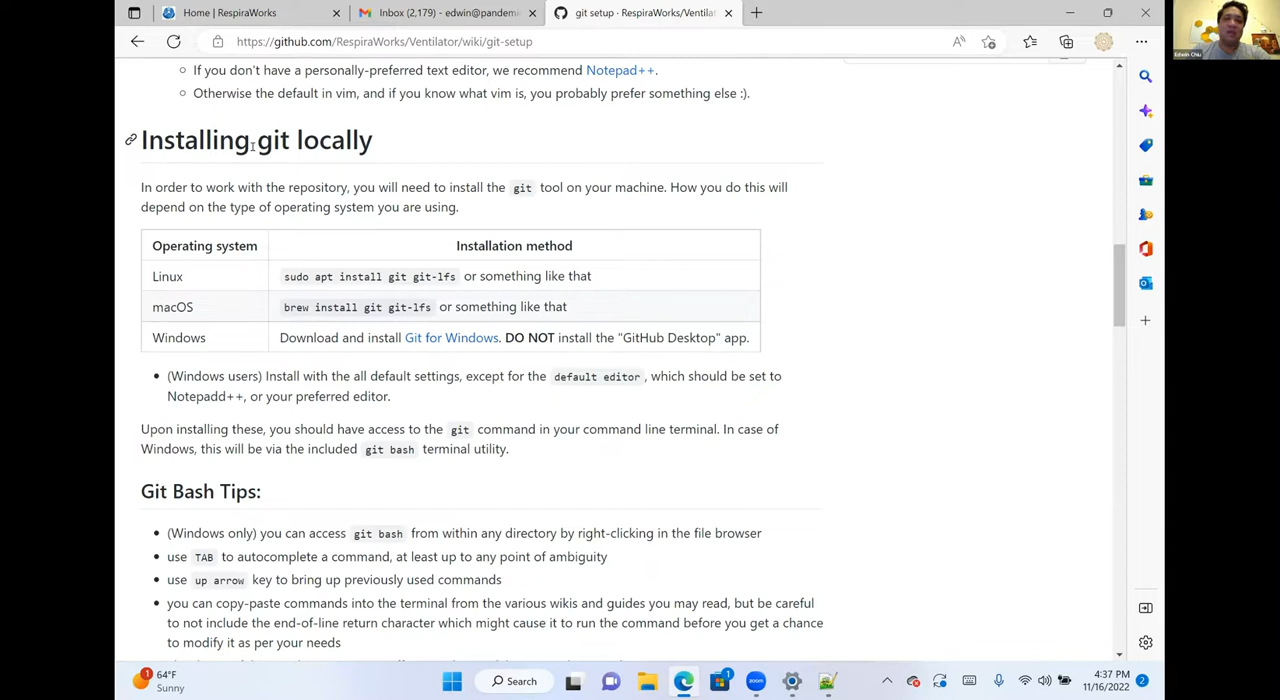 Home | RespiraWorks
Inbox (2,179) - edwin@pandemi
git setup · RespiraWorks/Ventilat
https://github.com/RespiraWorks/Ventilator/wiki/git-setup
Edwin Chiu
If you don't have a personally-preferred text editor, we recommend Notepad++.
Otherwise the default in vim, and if you know what vim is, you probably prefer something else :).
Installing git locally
In order to work with the repository, you will need to install the git tool on your machine. How you do this will
depend on the type of operating system you are using.
Operating system Installation method
Linux sudo apt install git git-lfs or something like that
macOS brew install git git-lfs or something like that
Windows Download and install Git for Windows. DO NOT install the "GitHub Desktop" app.
(Windows users) Install with the all default settings, except for the default editor, which should be set to
Notepadd++, or your preferred editor.
Upon installing these, you should have access to the git command in your command line terminal. In case of
Windows, this will be via the included git bash terminal utility.
Git Bash Tips:
(Windows only) you can access git bash from within any directory by right-clicking in the file browser
use TAB to autocomplete a command, at least up to any point of ambiguity
use up arrow key to bring up previously used commands
you can copy-paste commands into the terminal from the various wikis and guides you may read, but be careful
to not include the end-of-line return character which might cause it to run the command before you get a chance
to modify it as per your needs
1
64°F
Sunny
Search
zoom
1
4:37 PM
11/16/2022
2